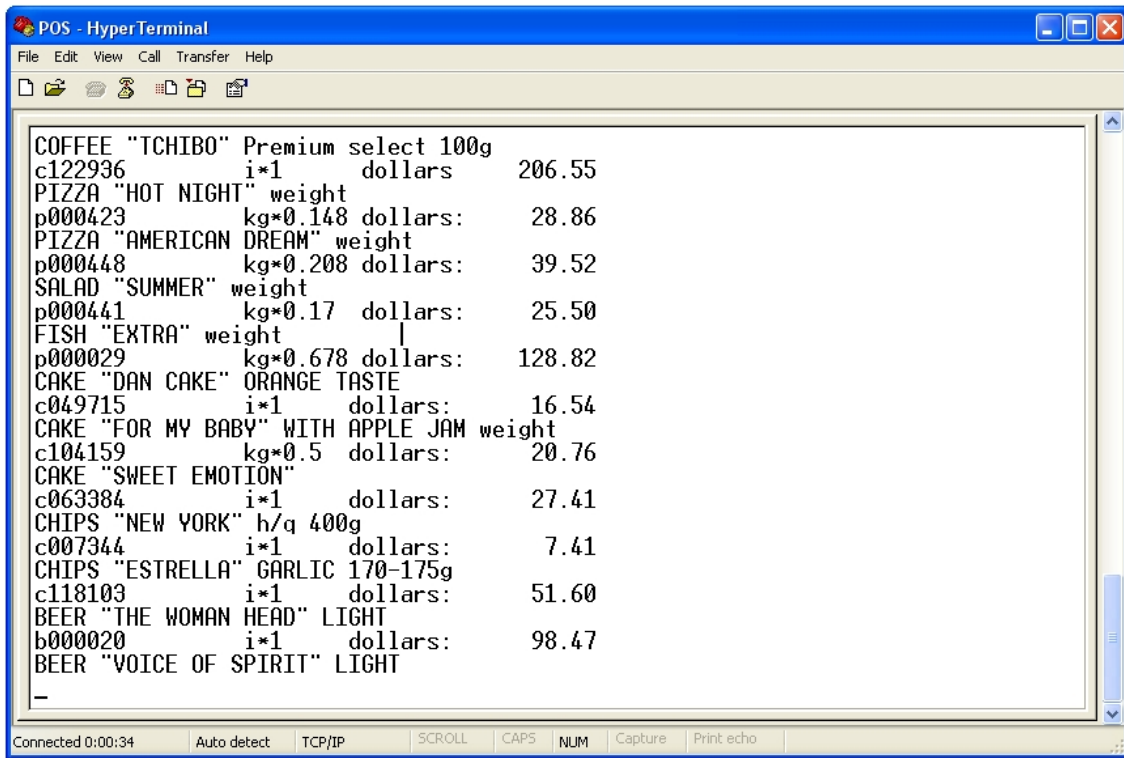 POS - HyperTerminal
File Edit View Call Transfer Help
COFFEE "TCHIBO" Premium select 100g
c122936 i*1 dollars 206.55
PIZZA "HOT NIGHT" weight
p000423 kg*0.148 dollars: 28.86
PIZZA "AMERICAN DREAM" weight
p000448 kg*0.208 dollars: 39.52
SALAD "SUMMER" weight
p000441 kg*0.17 dollars: 25.50
FISH "EXTRA" weight
p000029 kg*0.678 dollars: 128.82
CAKE "DAN CAKE" ORANGE TASTE
c049715 i*1 dollars: 16.54
CAKE "FOR MY BABY" WITH APPLE JAM weight
c104159 kg*0.5 dollars: 20.76
CAKE "SWEET EMOTION"
c063384 i*1 dollars: 27.41
CHIPS "NEW YORK" h/q 400g
c007344 i*1 dollars: 7.41
CHIPS "ESTRELLA" GARLIC 170-175g
c118103 i*1 dollars: 51.60
BEER "THE WOMAN HEAD" LIGHT
b000020 i*1 dollars: 98.47
BEER "VOICE OF SPIRIT" LIGHT
_
Connected 0:00:34 Auto detect TCP/IP SCROLL CAPS NUM Capture Print echo